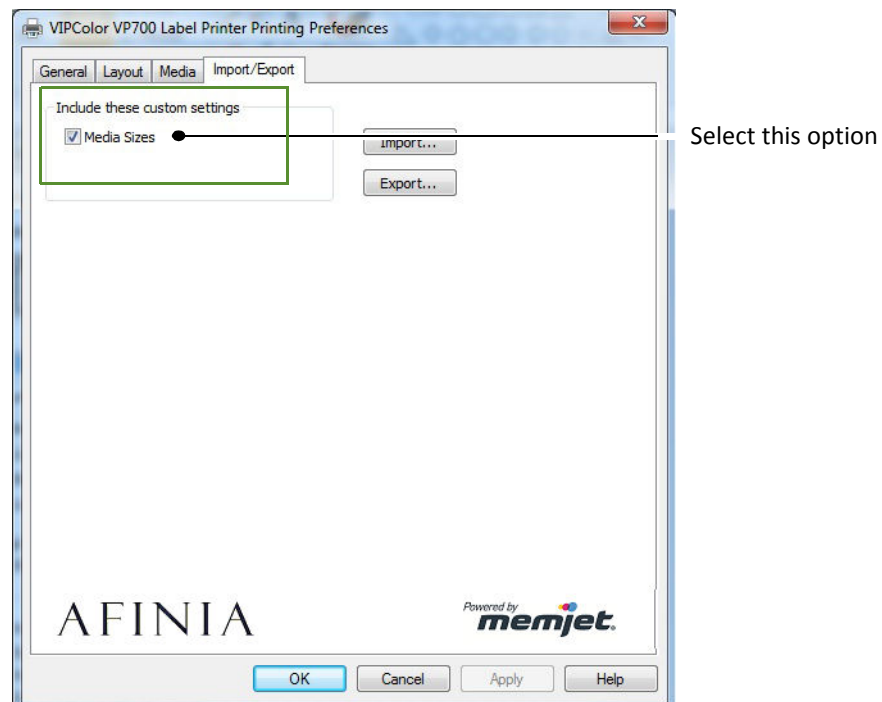 VIPColor VP700 Label Printer Printing Preferences
General Layout Media Import/Export
Include these custom settings
Media Sizes
Import...
Select this option
Export...
AFINIA
Powered by
memjet.
OK Cancel Apply Help